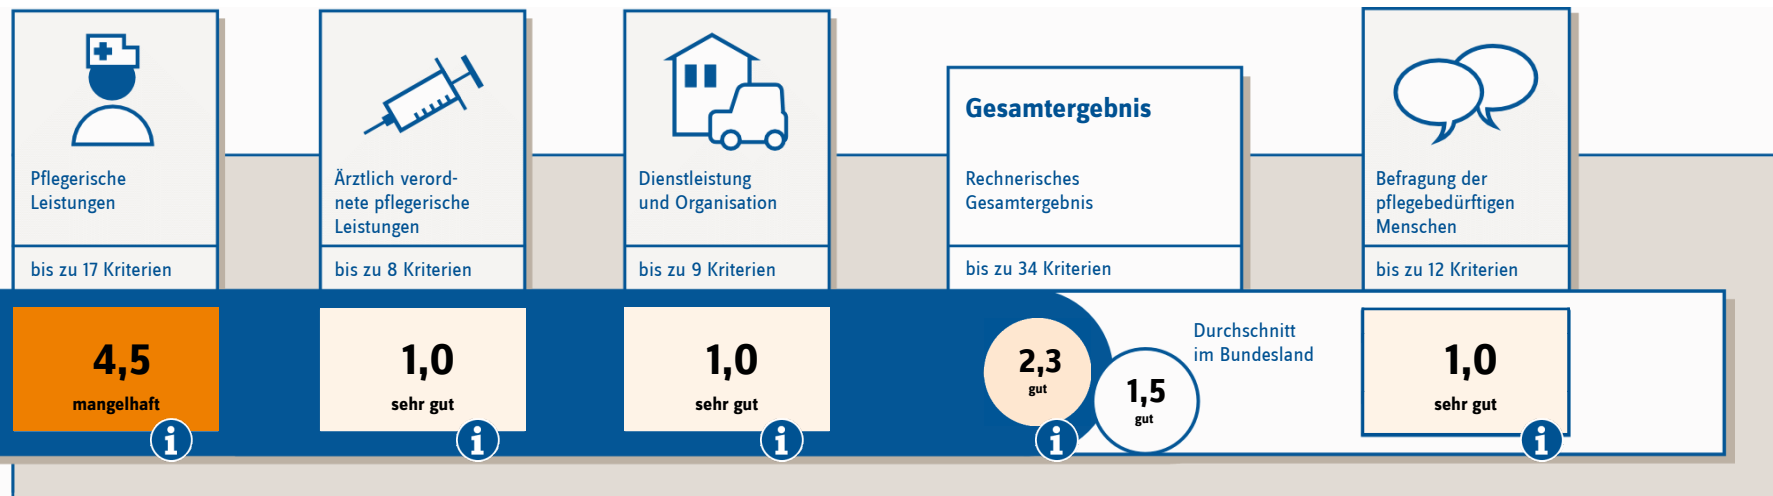 Pflegerische
Leistungen
bis zu 17 Kriterien
4,5
mangelhaft
i
Ärztlich verord-
nete pflegerische
Leistungen
bis zu 8 Kriterien
1,0
sehr gut
i
Dienstleistung
und Organisation
bis zu 9 Kriterien
1,0
sehr gut
i
Gesamtergebnis
Rechnerisches
Gesamtergebnis
bis zu 34 Kriterien
2,3
gut
i
1,5
gut
Durchschnitt
im Bundesland
Befragung der
pflegebedürftigen
Menschen
bis zu 12 Kriterien
1,0
sehr gut
i